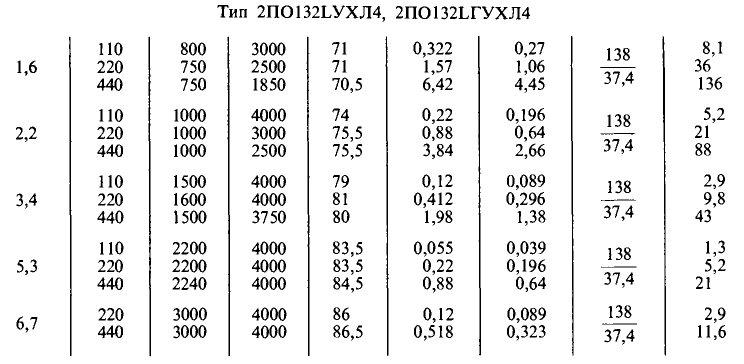 Тип 2ПО132LУХЛ4, 2ПО132LГУХЛ4
110 800 3000 71 0,322 0,27 138 8,1
1,6 220 750 2500 71 1,57 1,06 36
440 750 1850 70,5 6,42 4,45 37,4 136
110 1000 4000 74 0,22 0,196 138 5,2
2,2 220 1000 3000 75,5 0,88 0,64 21
440 1000 2500 75,5 3,84 2,66 37,4 88
110 1500 4000 79 0,12 0,089 138 2,9
3,4 220 1600 4000 81 0,412 0,296 9,8
440 1500 3750 80 1,98 1,38 37,4 43
110 2200 4000 83,5 0,055 0,039 138 1,3
5,3 220 2200 4000 83,5 0,22 0,196 5,2
440 2240 4000 84,5 0,88 0,64 37,4 21
6,7 220 3000 4000 86 0,12 0,089 138 2,9
440 3000 4000 86,5 0,518 0,323 37,4 11,6